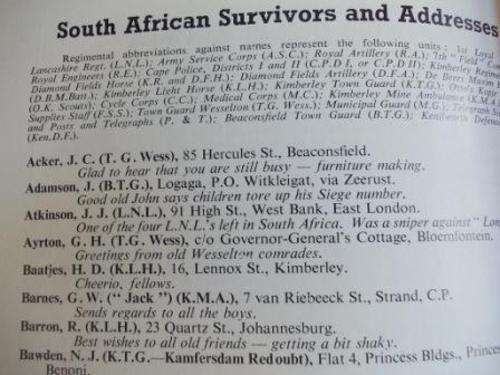 South African Survivors and Addresses
Regimental abbreviations against names represent the following units: 1st Loyal
Lancashire Regt. (L.N.L.); Army Service Corps (A.S.C.); Royal Artillery (R.A.); 7th Field
Royal Engineers (R.E.); Cape Police, Districts I and II (C.P.D I, or C.P.D II); Kimberley
Diamond Fields Horse (K.R. and D.F.H.); Diamond Fields Artillery (D.F.A.); De Beers
(D.B.M.Batt.); Kimberley Light Horse (K.L.H.); Kimberley Town Guard (K.T.G.);
(O.K. Scouts); Cycle Corps (C.C.); Medical Corps (M.C.); Kimberley Mine Ambulance (K.M.A.
Supplies Staff (F.S.S.); Town Guard Wesselton (T.G. Wess.); Municipal Guard (M.G.);
and Posts and Telegraphs (P. & T.); Beaconsfield Town Guard (B.T.G.); Kenilworth Defence
(Ken.D.F.).
Acker, J. C. (T. G. Wess), 85 Hercules St., Beaconsfield.
Glad to hear that you are still busy — furniture making.
Adamson, J. (B.T.G.), Logaga, P.O. Witkleigat, via Zeerust.
Good old John says children tore up his Siege number.
Atkinson, J. J. (L.N.L.), 91 High St., West Bank, East London.
One of the four L.N.L.'s left in South Africa. Was a sniper against "
Ayrton, G. H. (T.G. Wess), c/o Governor-General's Cottage, Bloemfontein.
Greetings from old Wesselton comrades.
Baatjes, H. D. (K.L.H.), 16, Lennox St., Kimberley.
Cheerio, fellows.
Barnes, G. W. (" Jack ") (K.M.A.), 7 van Riebeeck St., Strand, C.P.
Sends regards to all the boys.
Barron, R. (K.L.H.), 23 Quartz St., Johannesburg.
Best wishes to all old friends — getting a bit shaky.
Bawden, N. J. (K.T.G.—Kamfersdam Redoubt), Flat 4, Princess Bldgs.,
Benoni.